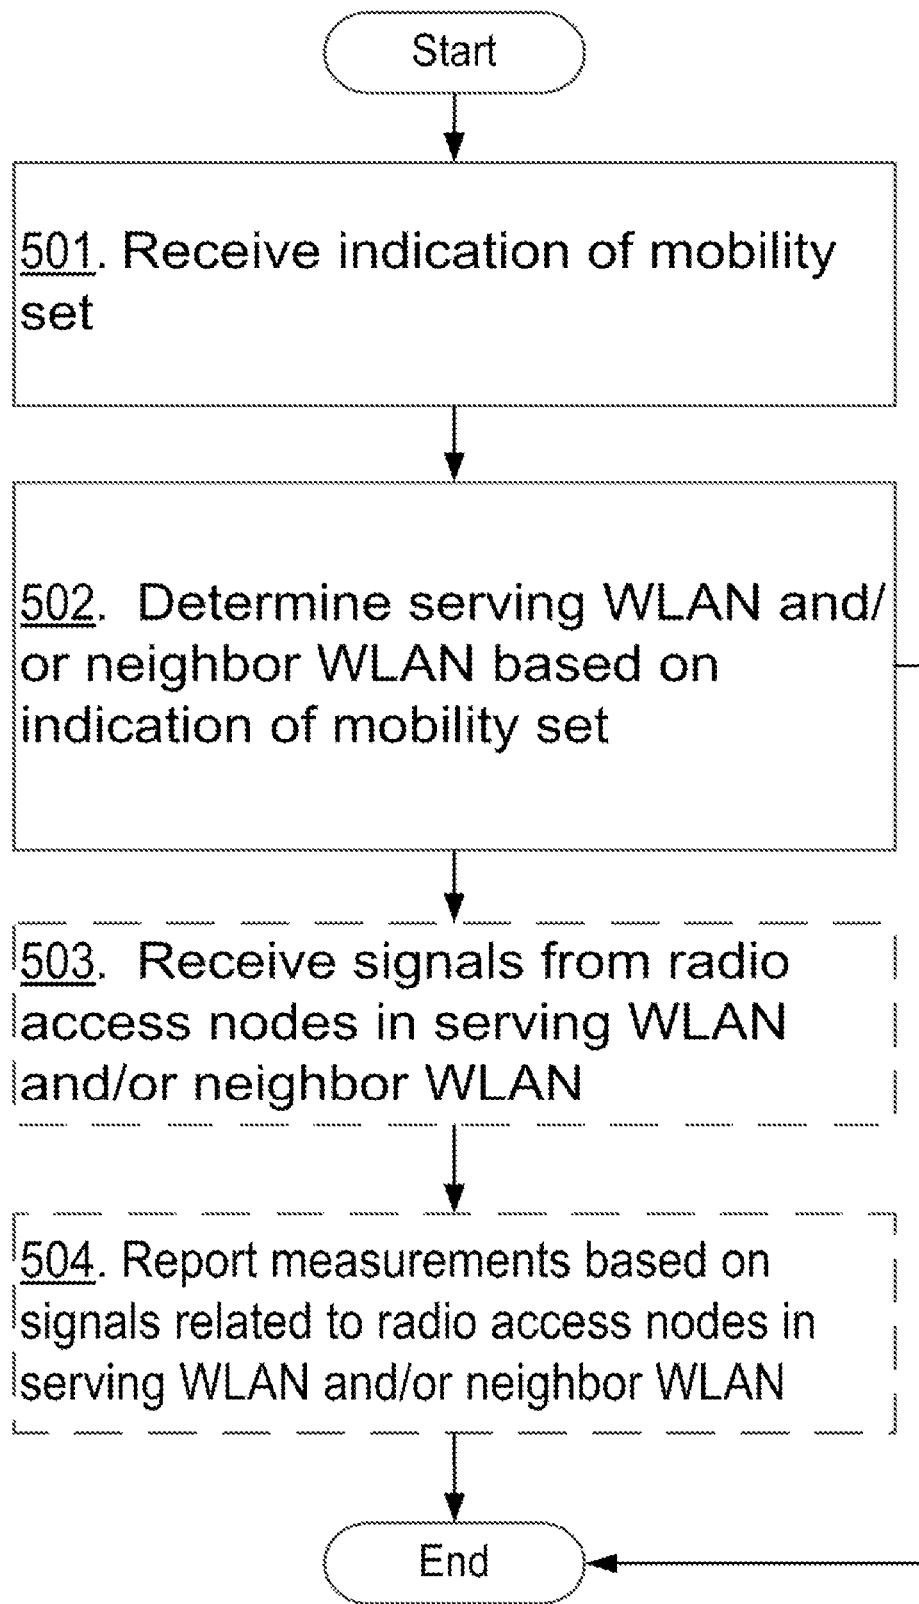 Start
501. Receive indication of mobility
set
502. Determine serving WLAN and/
or neighbor WLAN based on
indication of mobility set
503. Receive signals from radio
access nodes in serving WLAN
and/or neighbor WLAN
504. Report measurements based on
signals related to radio access nodes in
serving WLAN and/or neighbor WLAN
End